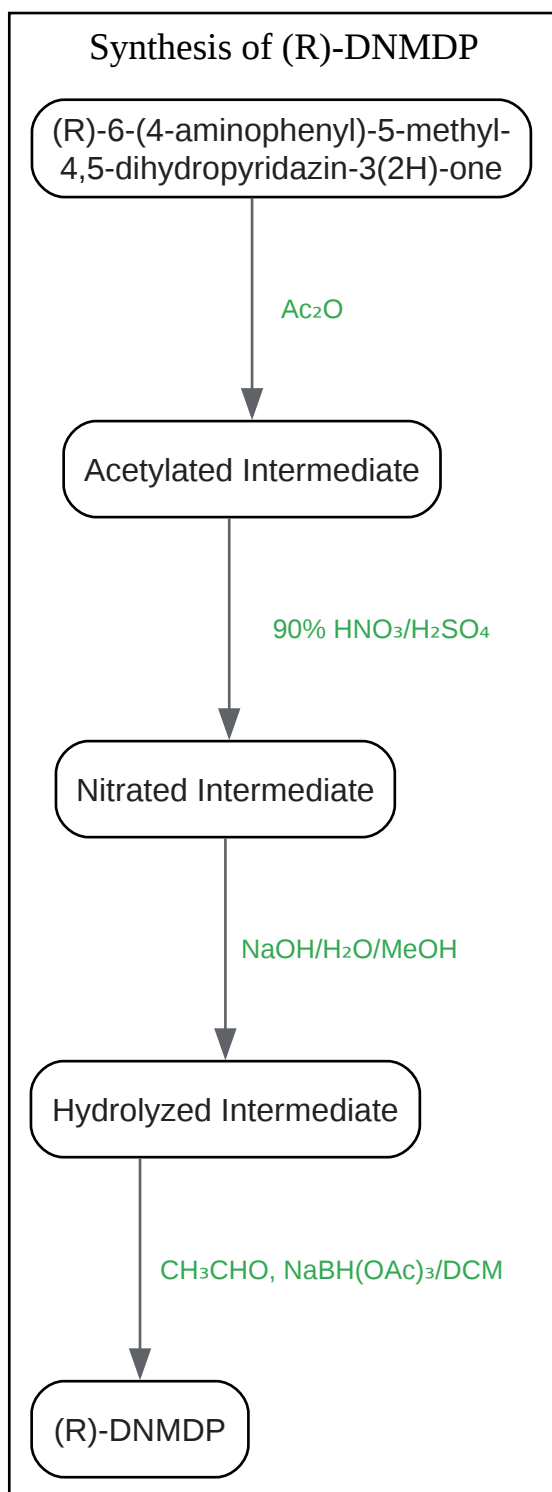 Synthesis of (R)-DNMDP
(R)-6-(4-aminophenyl)-5-methyl-
4,5-dihydropyridazin-3(2H)-one
Ac₂O
Acetylated Intermediate
90% HNO₃/H₂SO₄
Nitrated Intermediate
NaOH/H₂O/MeOH
Hydrolyzed Intermediate
CH₃CHO, NaBH(OAc)₃/DCM
(R)-DNMDP